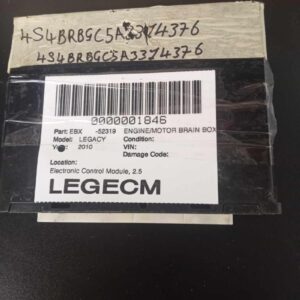 4S4BRBGC5A3374376
4S4BRBGC5A3374376
0000001846
Part: EBX -52319 ENGINE/MOTOR BRAIN BOX
Model: LEGACY Condition:
2010 VIN:
Damage Code:
Location:
Electronic Control Module, 2.5
LEGECM